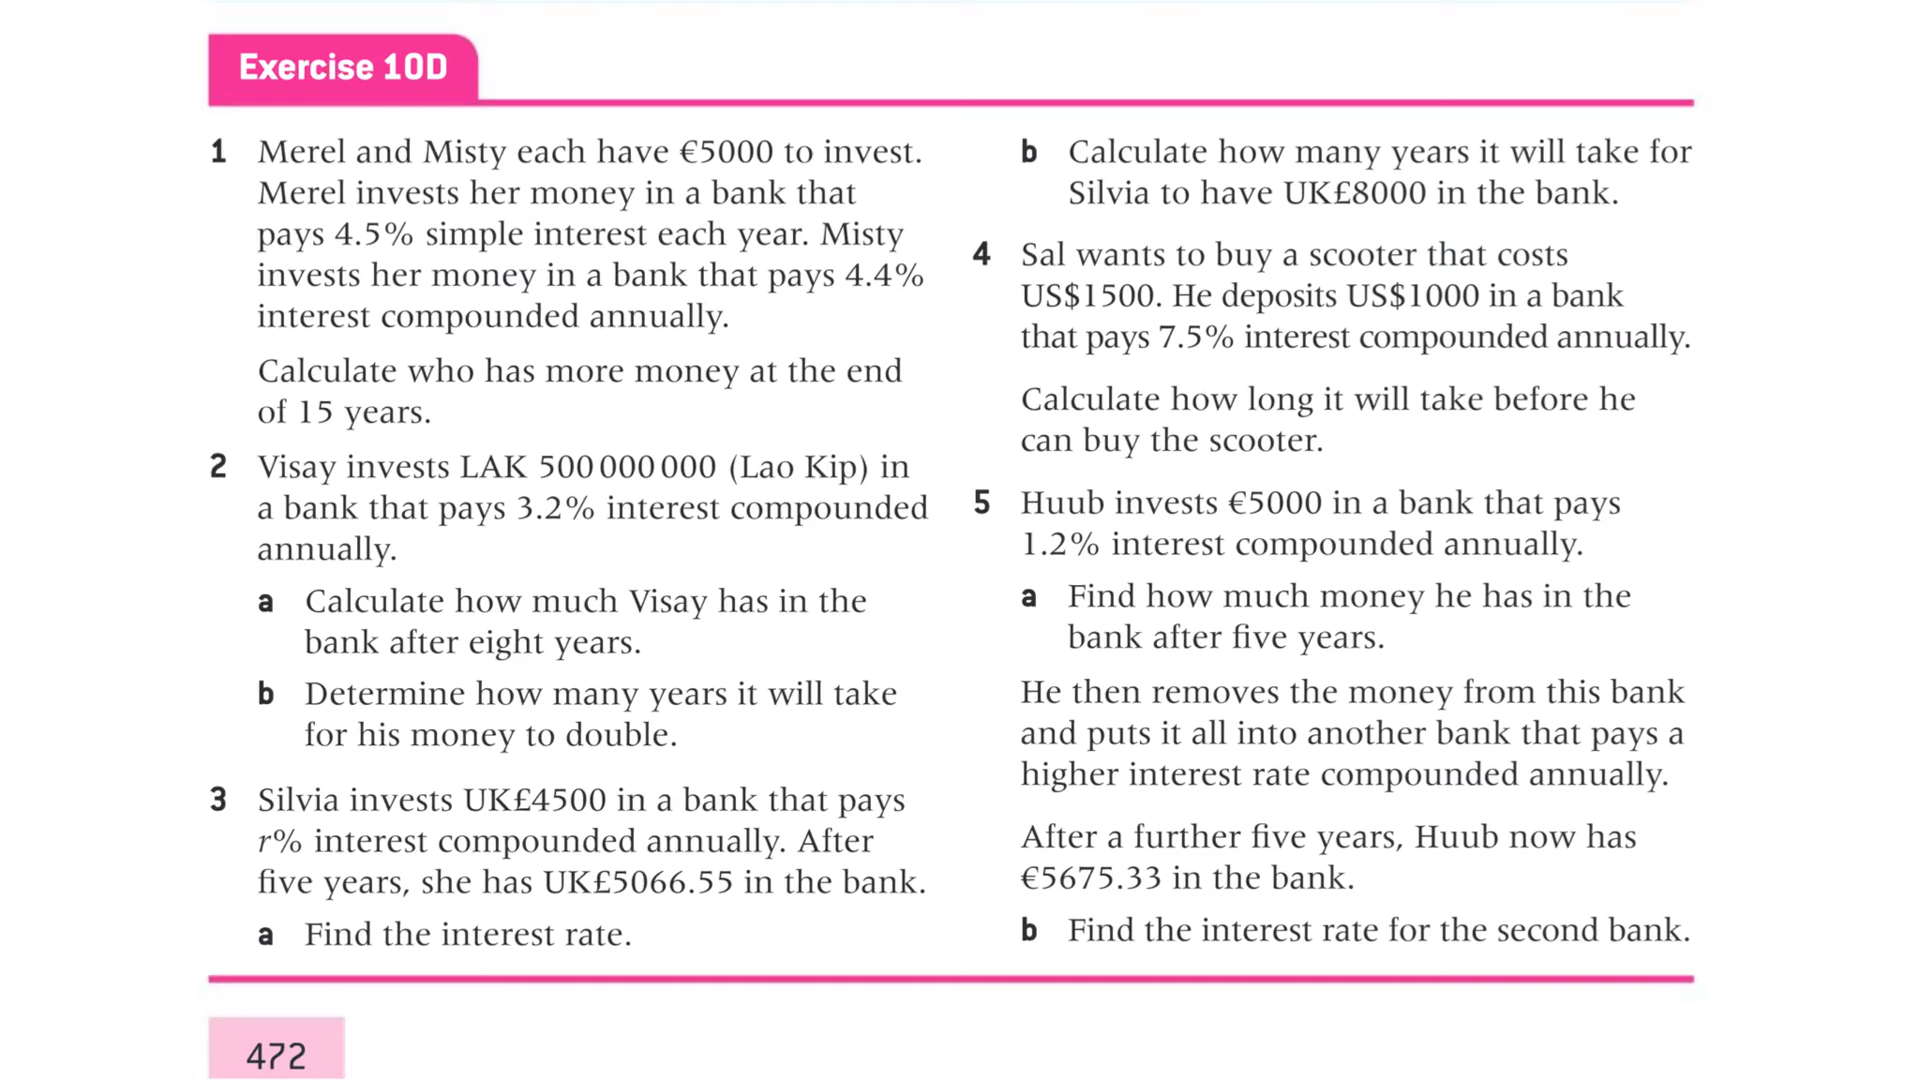 Exercise 10D
1 Merel and Misty each have €5000 to invest.
Merel invests her money in a bank that
pays 4.5% simple interest each year. Misty
invests her money in a bank that pays 4.4%
interest compounded annually.
Calculate who has more money at the end
of 15 years.
2 Visay invests LAK 500 000 000 (Lao Kip) in
a bank that pays 3.2% interest compounded
annually.
a Calculate how much Visay has in the
bank after eight years.
b Determine how many years it will take
for his money to double.
3 Silvia invests UK£4500 in a bank that pays
r% interest compounded annually. After
five years, she has UK£5066.55 in the bank.
a Find the interest rate.
b Calculate how many years it will take for
Silvia to have UK£8000 in the bank.
4 Sal wants to buy a scooter that costs
US$1500. He deposits US$1000 in a bank
that pays 7.5% interest compounded annually.
Calculate how long it will take before he
can buy the scooter.
5 Huub invests €5000 in a bank that pays
1.2% interest compounded annually.
a Find how much money he has in the
bank after five years.
He then removes the money from this bank
and puts it all into another bank that pays a
higher interest rate compounded annually.
After a further five years, Huub now has
€5675.33 in the bank.
b Find the interest rate for the second bank.
472